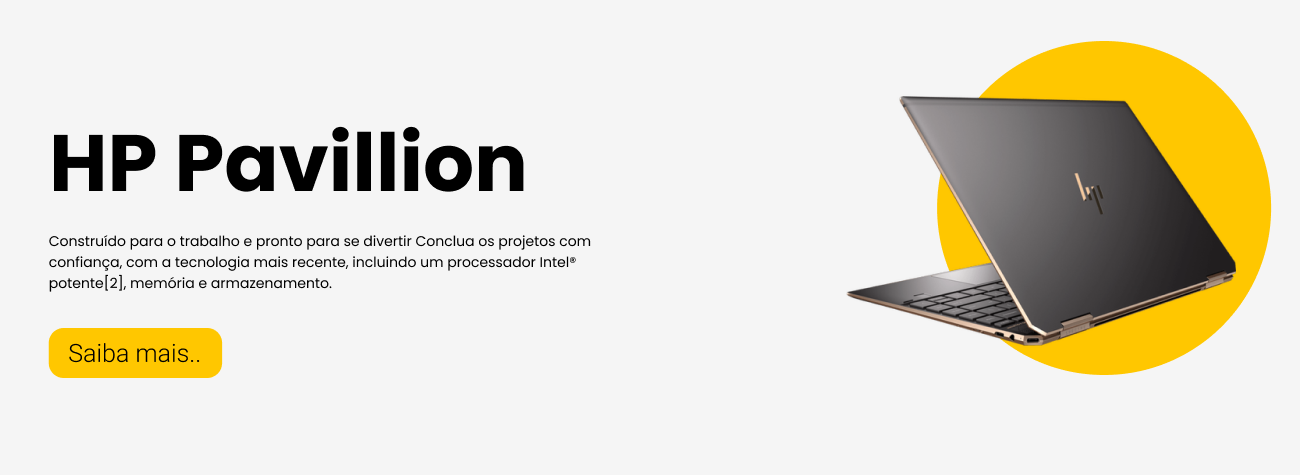 HP Pavillion
Construído para o trabalho e pronto para se divertir Conclua os projetos com
confiança, com a tecnologia mais recente, incluindo um processador Intel®
potente[2], memória e armazenamento.
Saiba mais..